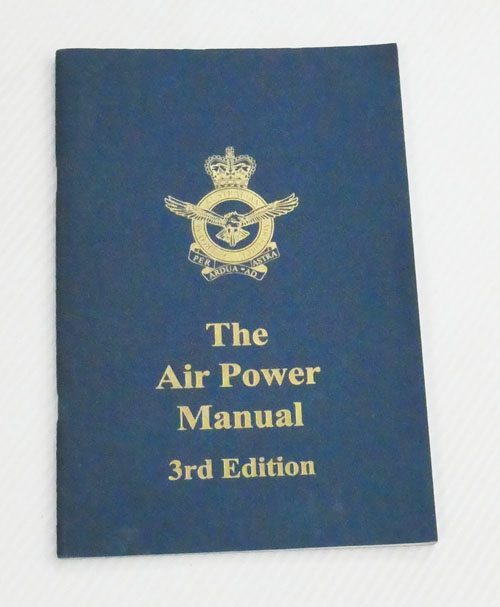 PER ARDUA • AD ASTRA
The
Air Power
Manual
3rd Edition